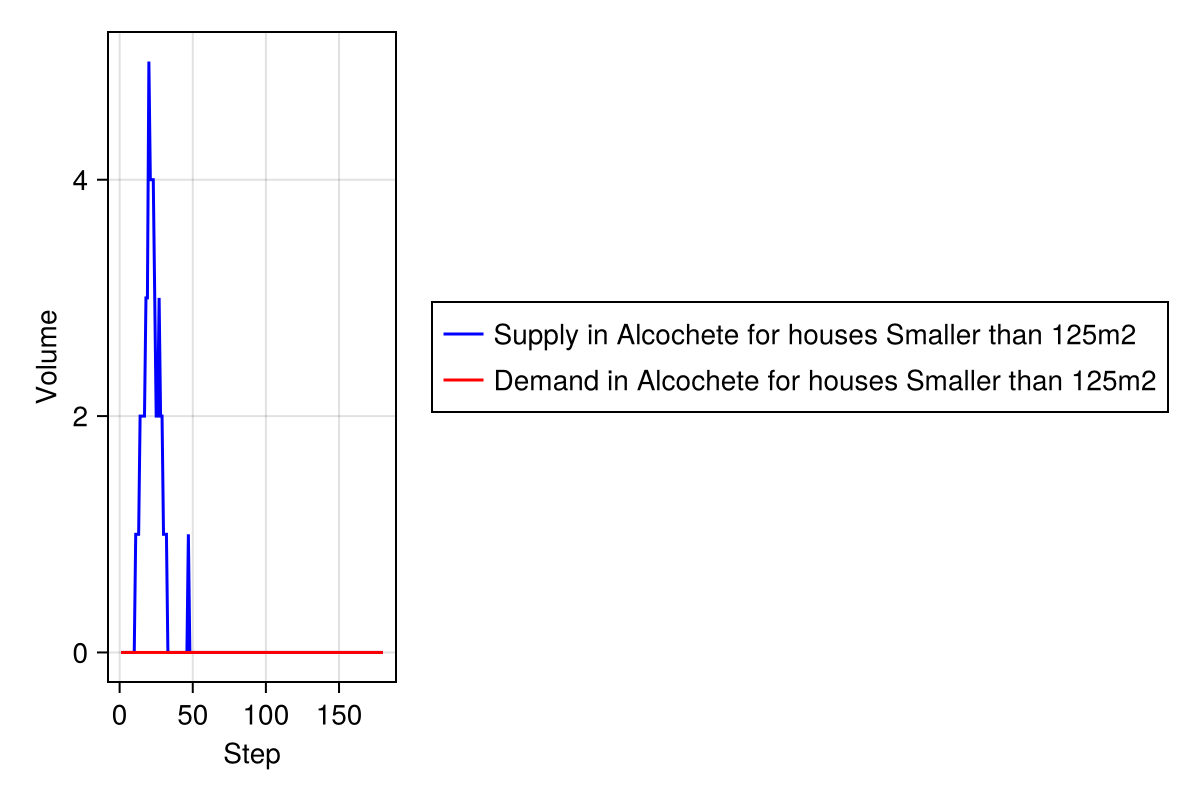 4
2
0
Volume
0 50 100 150
Step
Supply in Alcochete for houses Smaller than 125m2
Demand in Alcochete for houses Smaller than 125m2